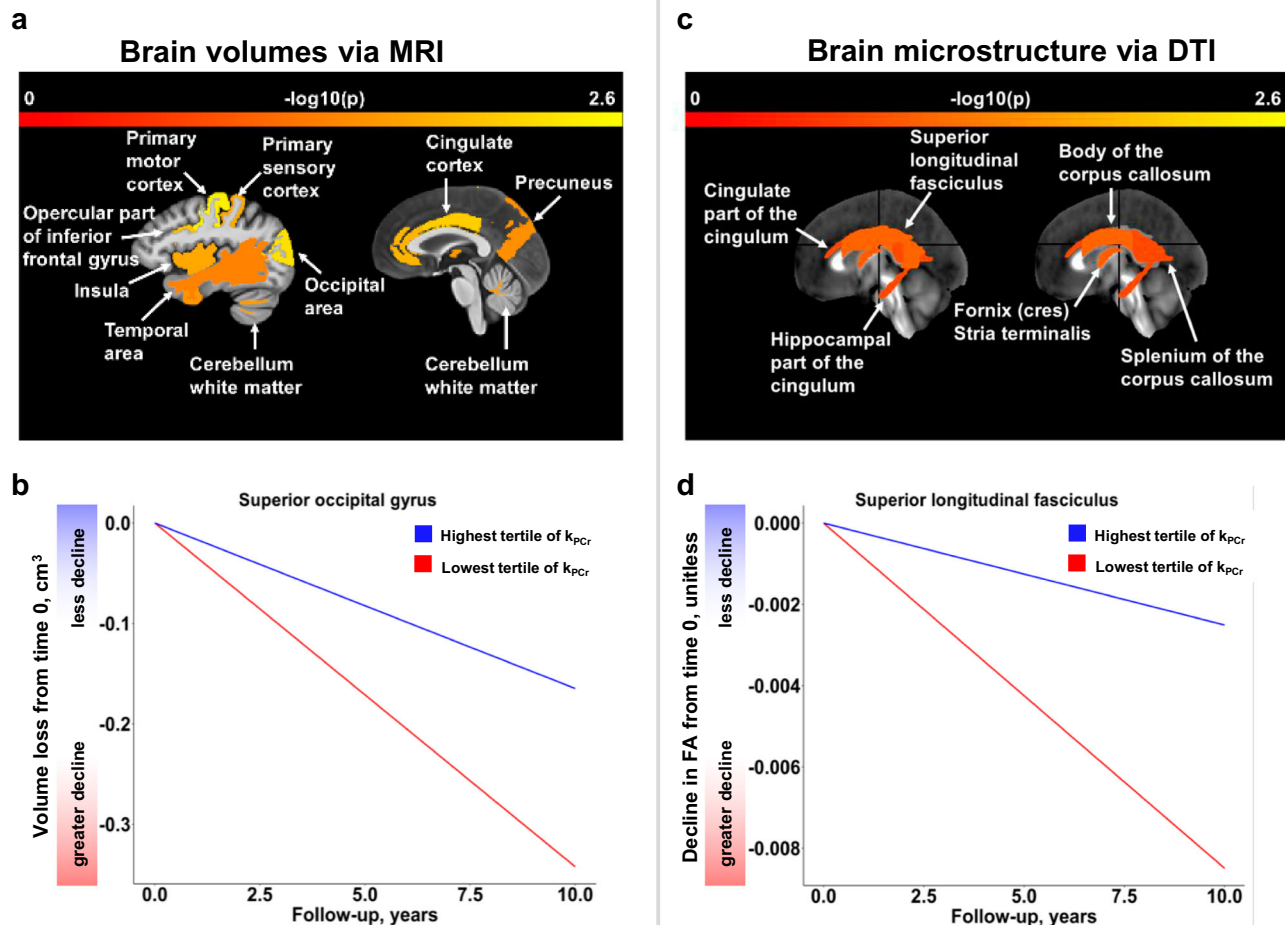 a
Brain volumes via MRI
0 -log10(p) 2.6
Primary
motor
cortex
Primary
sensory
cortex
Cingulate
cortex
Precuneus
Opercular part
of inferior
frontal gyrus
Insula
Temporal
area
Occipital
area
Cerebellum
white matter
Cerebellum
white matter
c
Brain microstructure via DTI
0 -log10(p) 2.6
Superior
longitudinal
fasciculus
Body of the
corpus callosum
Cingulate
part of the
cingulum
Fornix (cres)
Stria terminalis
Hippocampal
part of the
cingulum
Splenium of the
corpus callosum
b
Superior occipital gyrus
Volume loss from time 0, cm³
less decline
greater decline
0.0
-0.1
-0.2
-0.3
Highest tertile of kPCr
Lowest tertile of kPCr
0.0 2.5 5.0 7.5 10.0
Follow-up, years
d
Superior longitudinal fasciculus
Decline in FA from time 0, unitless
less decline
greater decline
0.000
-0.002
-0.004
-0.006
-0.008
Highest tertile of kPCr
Lowest tertile of kPCr
0.0 2.5 5.0 7.5 10.0
Follow-up, years